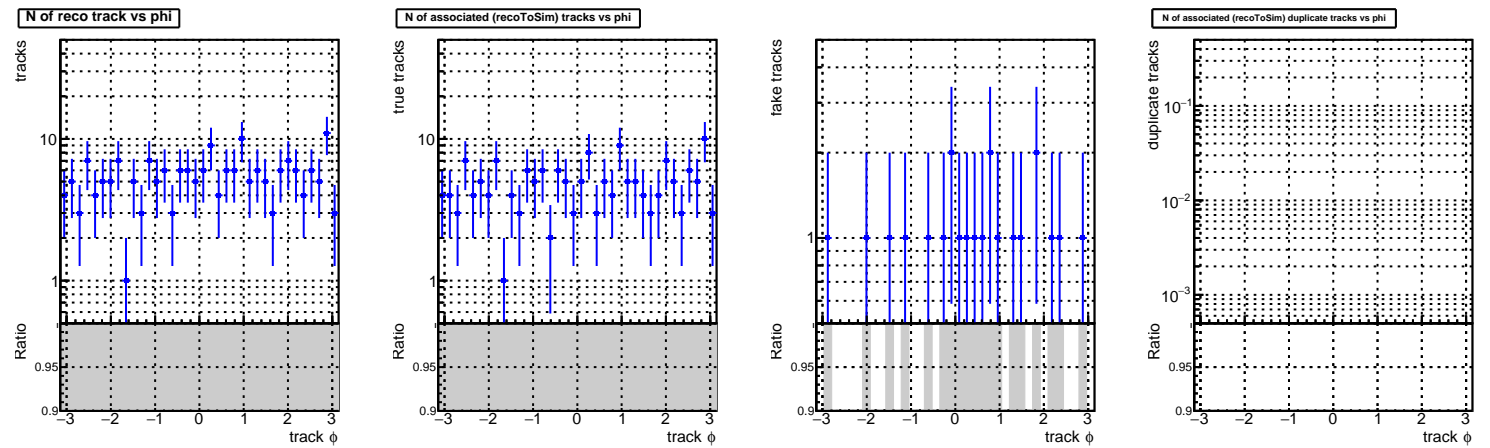 N of reco track vs phi
tracks
10
1
Ratio
1
0.95
0.9
−3 −2 −1 0 1 2 3
track ϕ
N of associated (recoToSim) tracks vs phi
true tracks
10
1
Ratio
1
0.95
0.9
−3 −2 −1 0 1 2 3
track ϕ
fake tracks
1
Ratio
1
0.95
0.9
−3 −2 −1 0 1 2 3
track ϕ
N of associated (recoToSim) duplicate tracks vs phi
duplicate tracks
10⁻¹
10⁻²
10⁻³
Ratio
1
0.95
0.9
−3 −2 −1 0 1 2 3
track ϕ